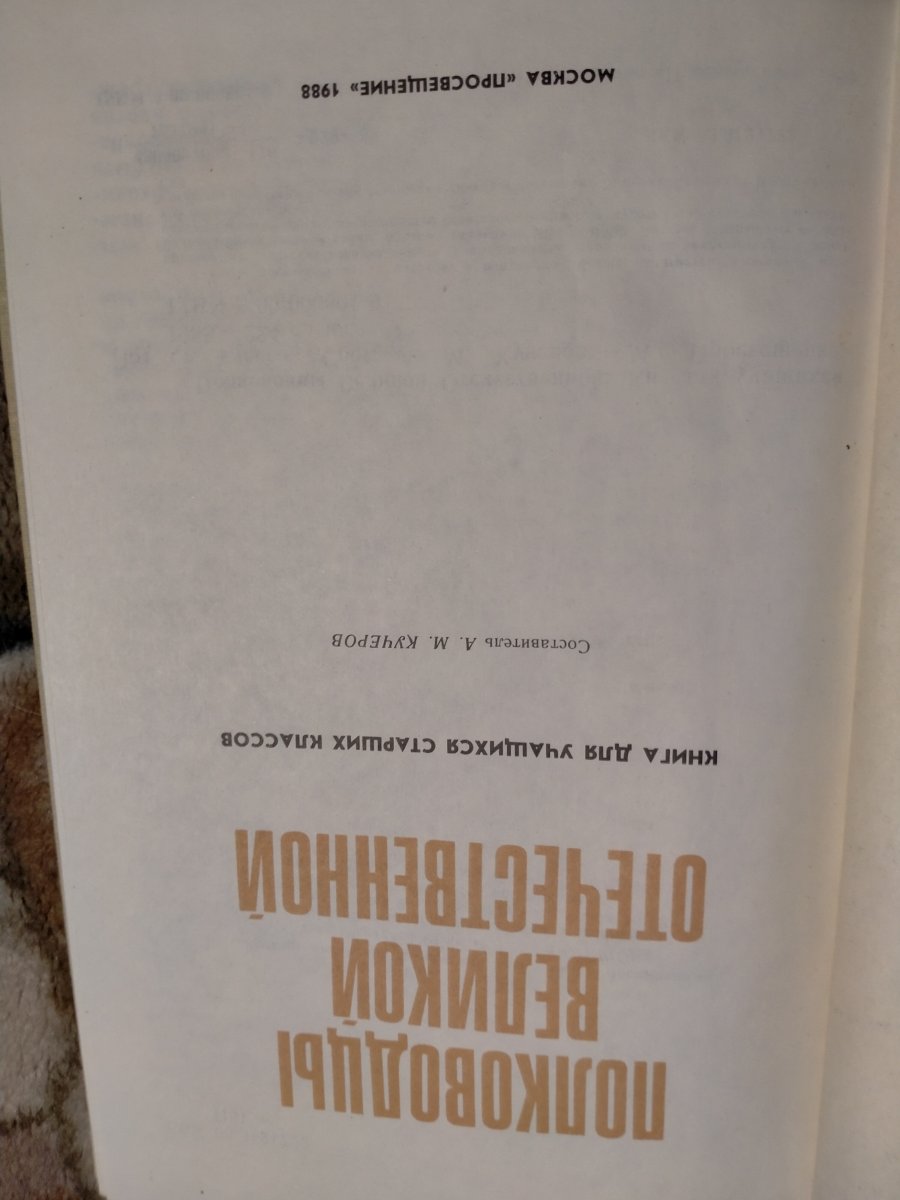 ПОЛКОВОДЦЫ
ВЕЛИКОЙ
ОТЕЧЕСТВЕННОЙ
КНИГА ДЛЯ УЧАЩИХСЯ СТАРШИХ КЛАССОВ
Составитель А. М. КУЧЕРОВ
МОСКВА «ПРОСВЕЩЕНИЕ» 1988